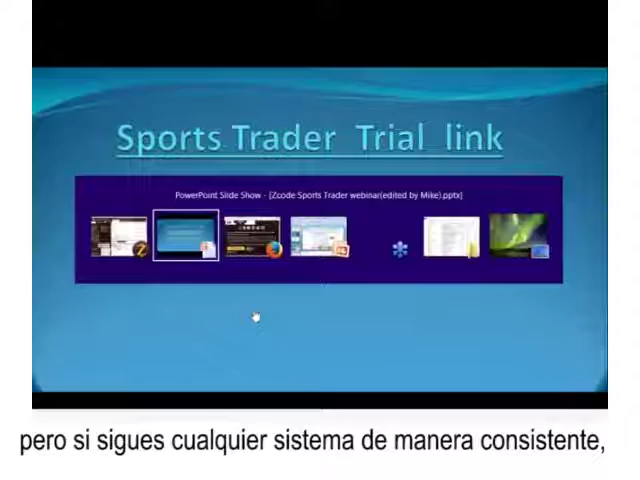 Sports Trader Trial link
PowerPoint Slide Show - [Zcode Sports Trader webinar(edited by Mike).pptx]
pero si sigues cualquier sistema de manera consistente,